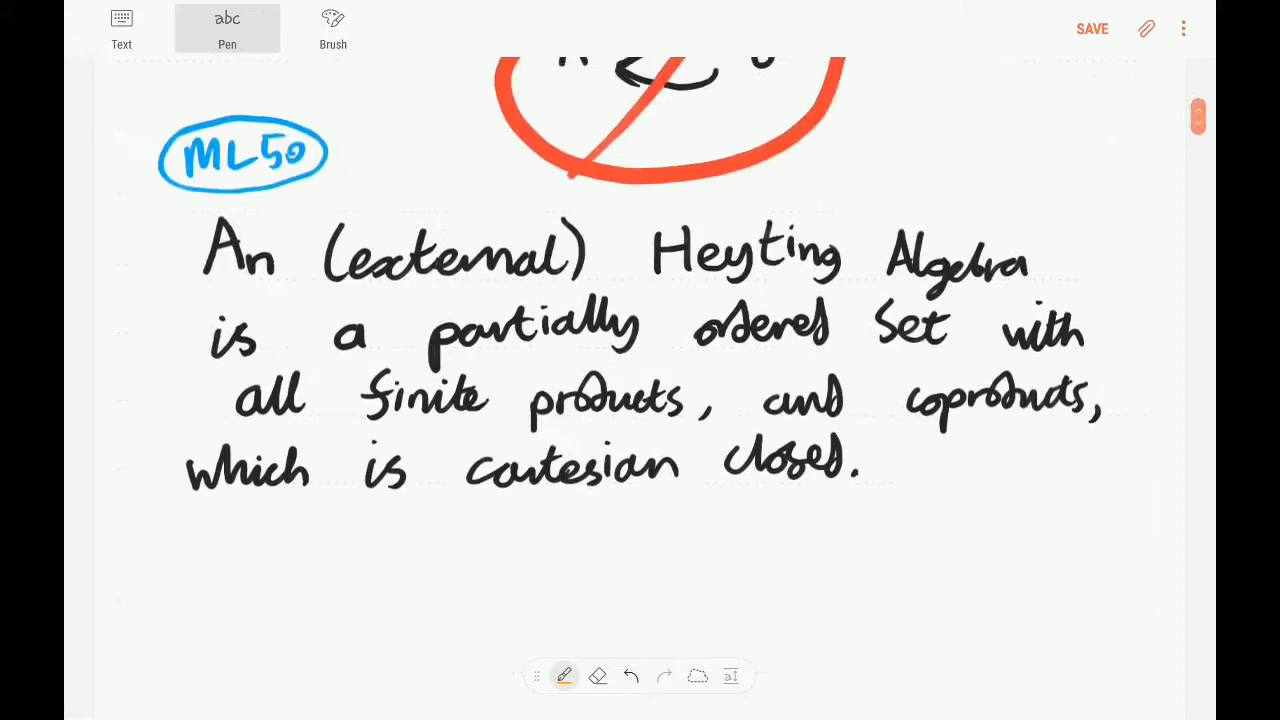 Text
abc
Pen
Brush
SAVE
ML50
An (external) Heyting Algebra
is a partially ordered set with
all finite products, and coproducts,
which is cartesian closed.